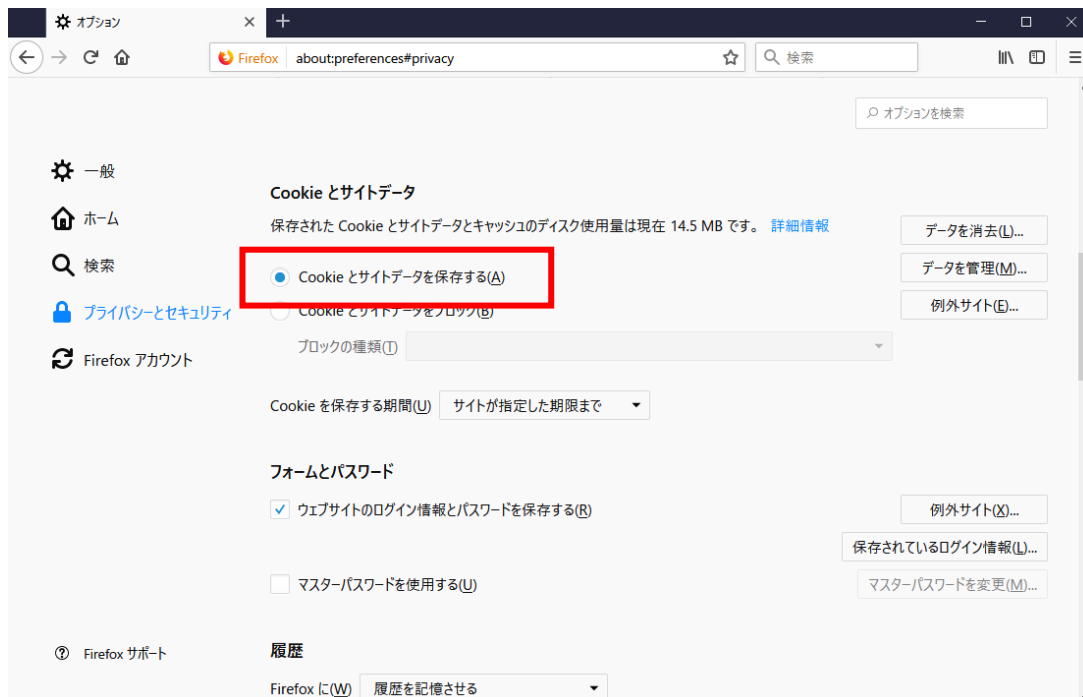 オプション
Firefox about:preferences#privacy 検索
オプションを検索
一般
ホーム
検索
プライバシーとセキュリティ
Firefox アカウント
Cookie とサイトデータ
保存された Cookie とサイトデータとキャッシュのディスク使用量は現在 14.5 MB です。 詳細情報
データを消去(L)...
Cookie とサイトデータを保存する(A)
データを管理(M)...
Cookie とサイトデータをブロック(B)
例外サイト(E)...
ブロックの種類(T)
Cookie を保存する期間(U) サイトが指定した期限まで
フォームとパスワード
ウェブサイトのログイン情報とパスワードを保存する(R)
例外サイト(X)...
保存されているログイン情報(L)...
マスターパスワードを使用する(U)
マスターパスワードを変更(M)...
履歴
Firefox に(W) 履歴を記憶させる
Firefox サポート